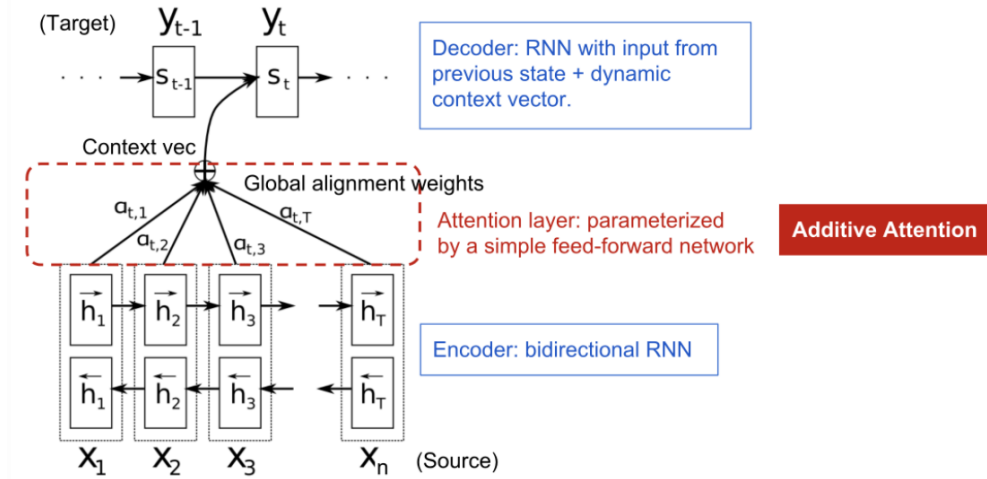 (Target) yt-1 yt
. . . st-1 st . . .
Decoder: RNN with input from
previous state + dynamic
context vector.
Context vec
Global alignment weights
at,1 at,2 at,3 at,T
Attention layer: parameterized
by a simple feed-forward network
Additive Attention
h1 h2 h3 hT
h1 h2 h3 hT
Encoder: bidirectional RNN
x1 x2 x3 xn (Source)